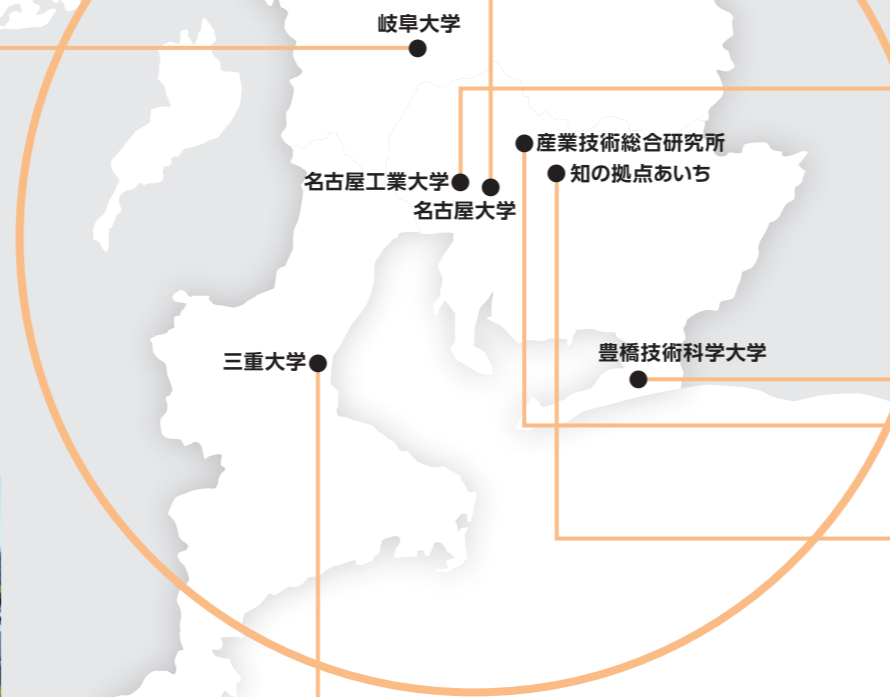 岐阜大学
産業技術総合研究所
知の拠点あいち
名古屋工業大学
名古屋大学
豊橋技術科学大学
三重大学